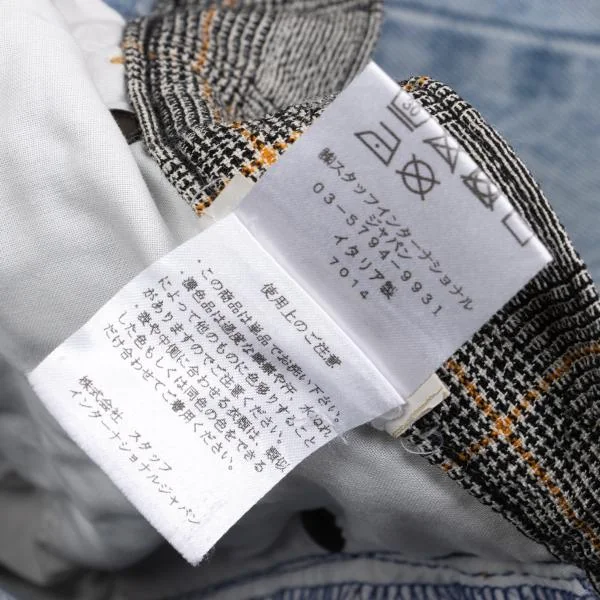 30
㈱スタッフインターナショナル
ジャパン
03-5794-9931
イタリア製
7014
使用上のご注意
・この商品は単品でお洗い下さい。
・濃色品は過度な摩擦や汗、水ぬれ
によって他のものに色移りすること
がありますのでご注意ください。
・強や中側に合わせる衣類は、類似
した色もしくは同色の色をできる
だけ合わせてご着用ください。
株式会社 スタッフ
インターナショナルジャパン